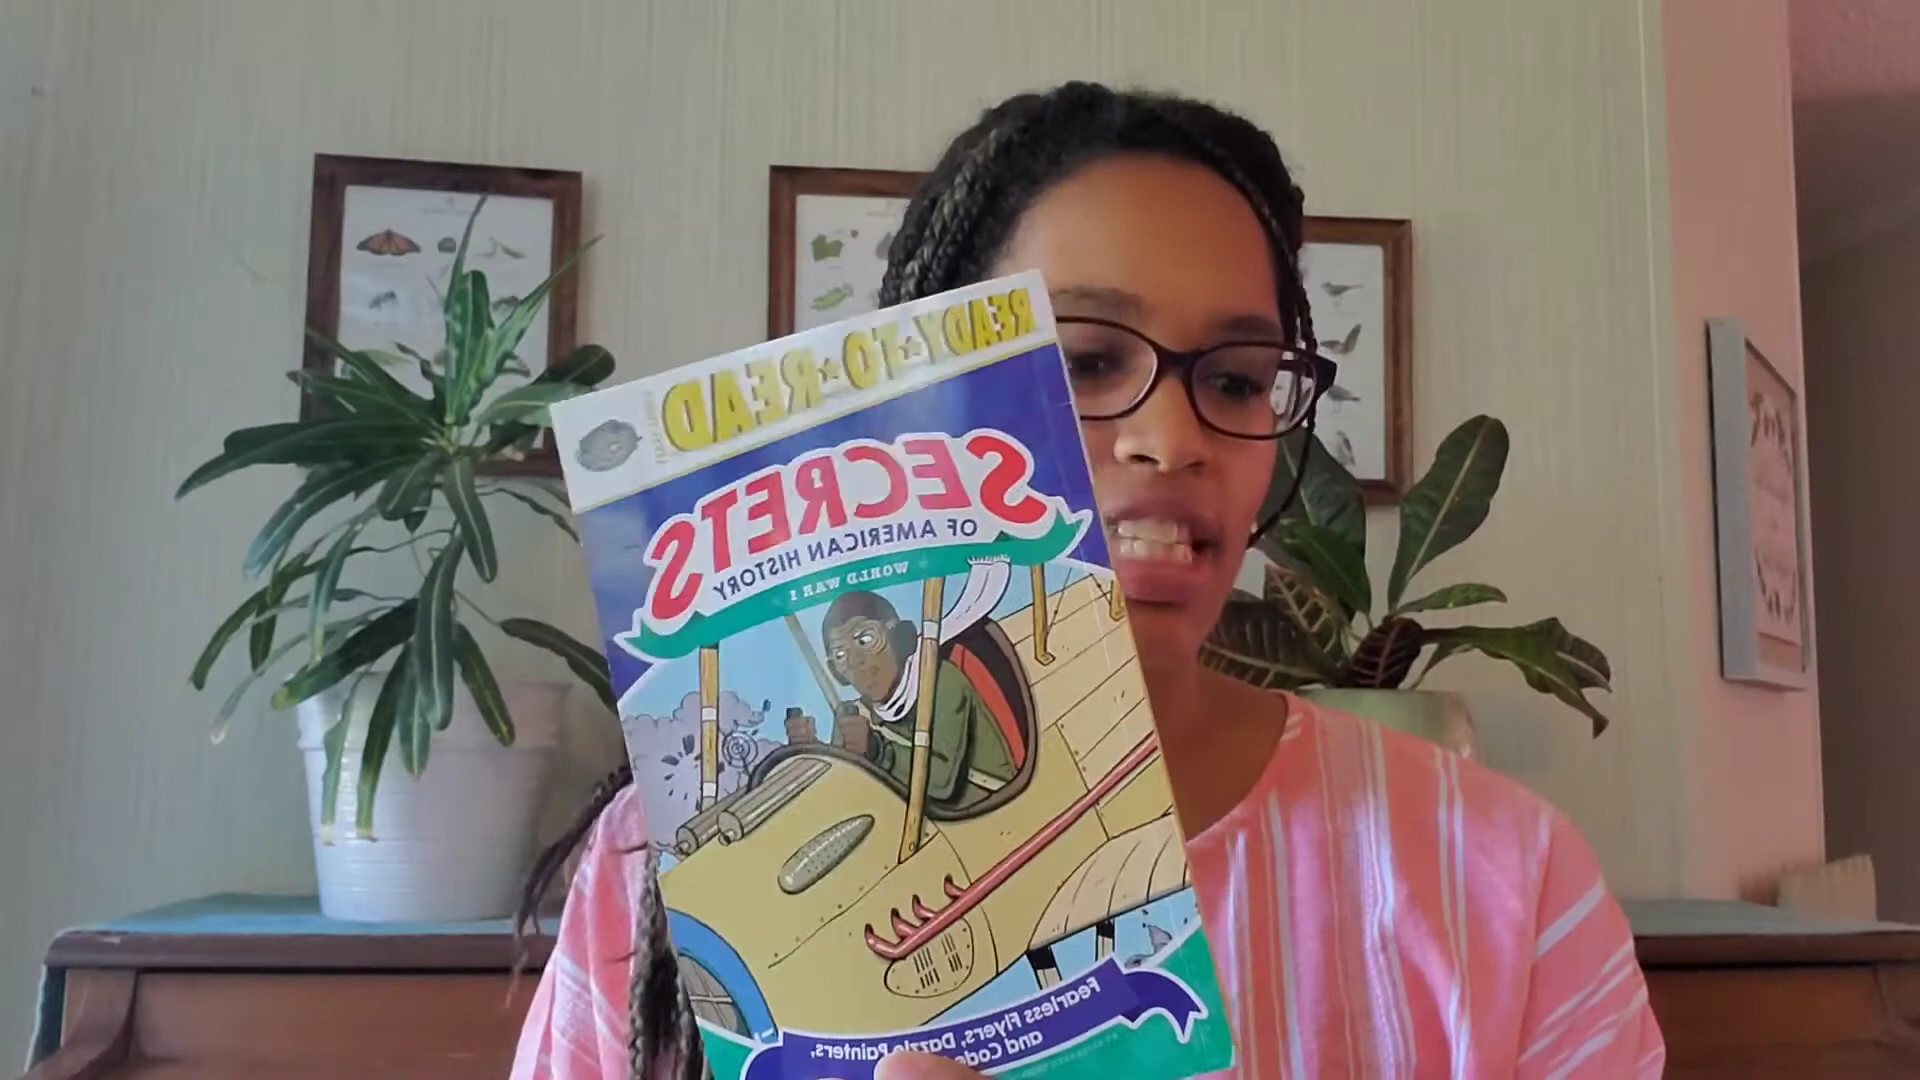 READY·TO·READ
SECRETS
OF AMERICAN HISTORY
WORLD WAR I
Fearless Flyers, Dazzle Painters,
and Code